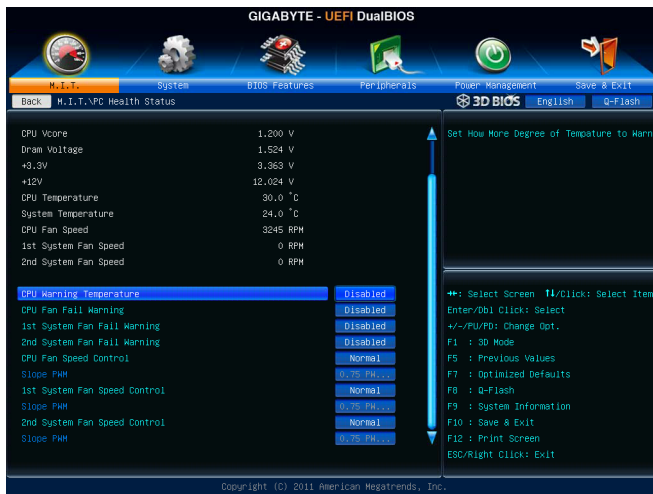 GIGABYTE - UEFI DualBIOS
M.I.T. System BIOS Features Peripherals Power Management Save & Exit
Back M.I.T.\PC Health Status 3D BIOS English Q-Flash
CPU Vcore 1.200 V
Dram Voltage 1.524 V
+3.3V 3.363 V
+12V 12.024 V
CPU Temperature 30.0 °C
System Temperature 24.0 °C
CPU Fan Speed 3245 RPM
1st System Fan Speed 0 RPM
2nd System Fan Speed 0 RPM
CPU Warning Temperature Disabled
CPU Fan Fail Warning Disabled
1st System Fan Fail Warning Disabled
2nd System Fan Fail Warning Disabled
CPU Fan Speed Control Normal
Slope PWM 0.75 PW...
1st System Fan Speed Control Normal
Slope PWM 0.75 PW...
2nd System Fan Speed Control Normal
Slope PWM 0.75 PW...
Set How More Degree of Tempature to Warn
→←: Select Screen ↑↓/Click: Select Item
Enter/Dbl Click: Select
+/-/PU/PD: Change Opt.
F1 : 3D Mode
F5 : Previous Values
F7 : Optimized Defaults
F8 : Q-Flash
F9 : System Information
F10 : Save & Exit
F12 : Print Screen
ESC/Right Click: Exit
Copyright (C) 2011 American Megatrends, Inc.